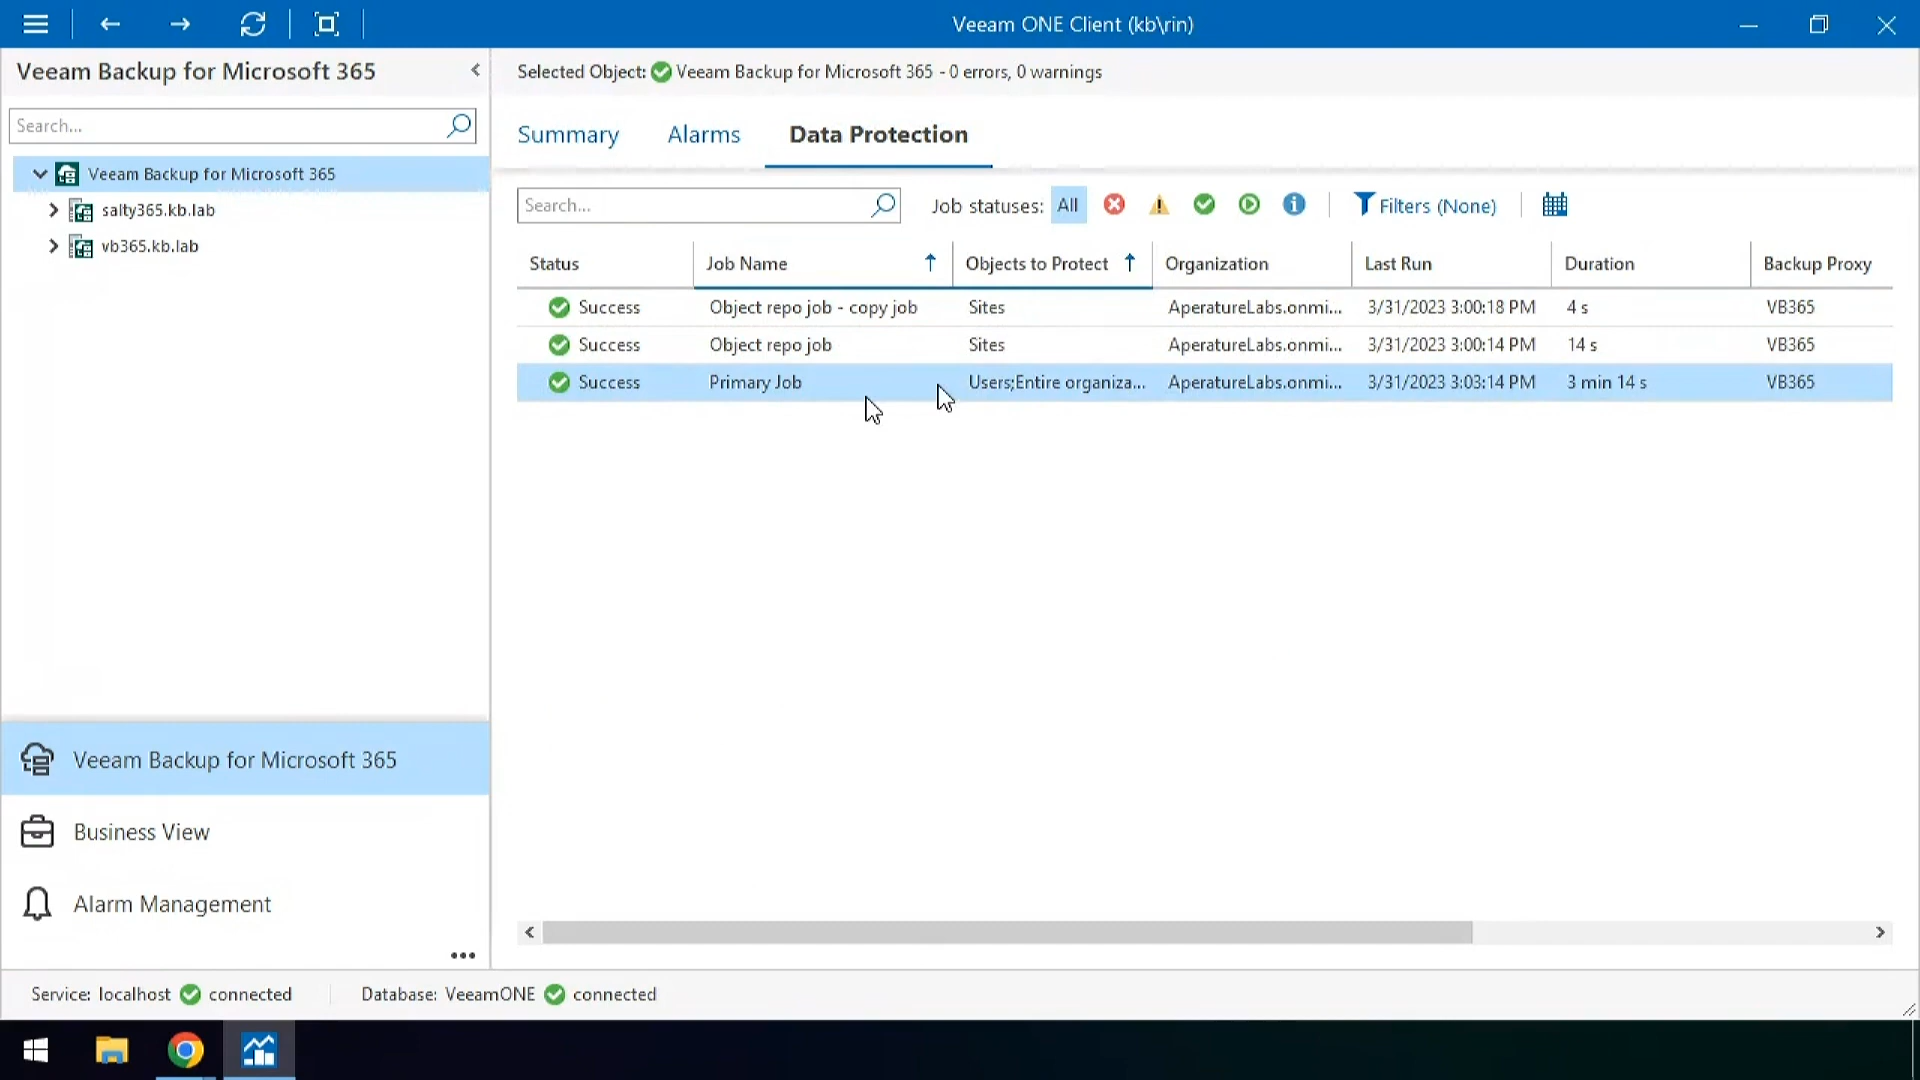 Veeam ONE Client (kb\rin)
Veeam Backup for Microsoft 365
Selected Object: Veeam Backup for Microsoft 365 - 0 errors, 0 warnings
Search...
Summary Alarms Data Protection
Veeam Backup for Microsoft 365
salty365.kb.lab
vb365.kb.lab
Search... Job statuses: All Filters (None)
Status Job Name Objects to Protect Organization Last Run Duration Backup Proxy
Success Object repo job - copy job Sites AperatureLabs.onmi... 3/31/2023 3:00:18 PM 4 s VB365
Success Object repo job Sites AperatureLabs.onmi... 3/31/2023 3:00:14 PM 14 s VB365
Success Primary Job Users;Entire organiza... AperatureLabs.onmi... 3/31/2023 3:03:14 PM 3 min 14 s VB365
Veeam Backup for Microsoft 365
Business View
Alarm Management
Service: localhost connected Database: VeeamONE connected